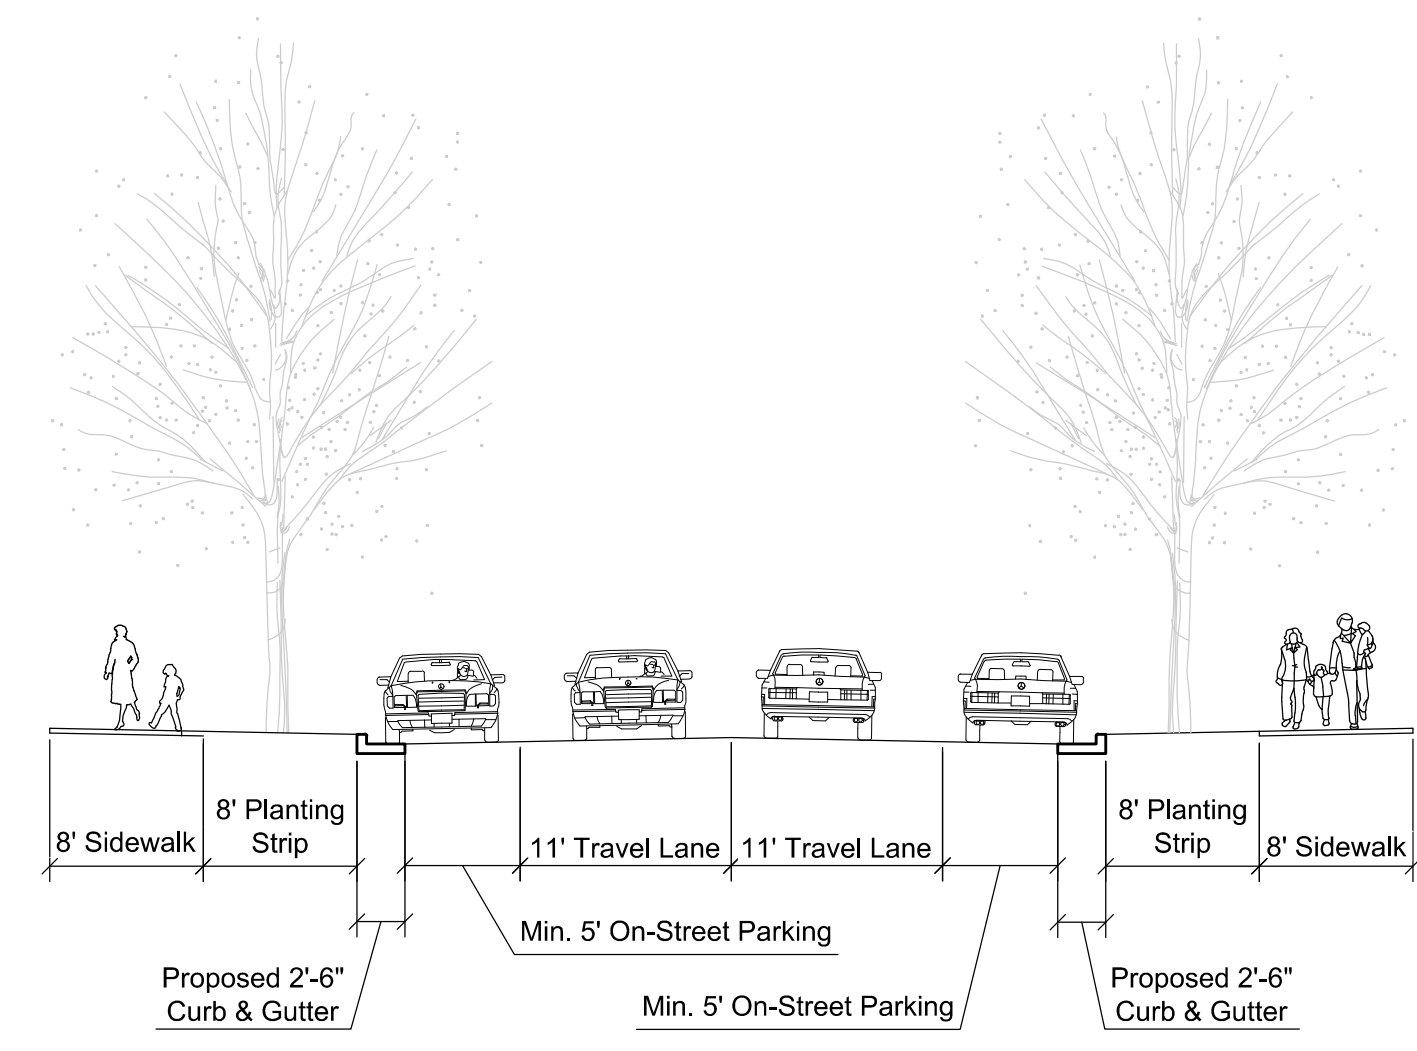 8' Sidewalk
8' Planting
Strip
11' Travel Lane
11' Travel Lane
8' Planting
Strip
8' Sidewalk
Min. 5' On-Street Parking
Proposed 2'-6"
Curb & Gutter
Min. 5' On-Street Parking
Proposed 2'-6"
Curb & Gutter